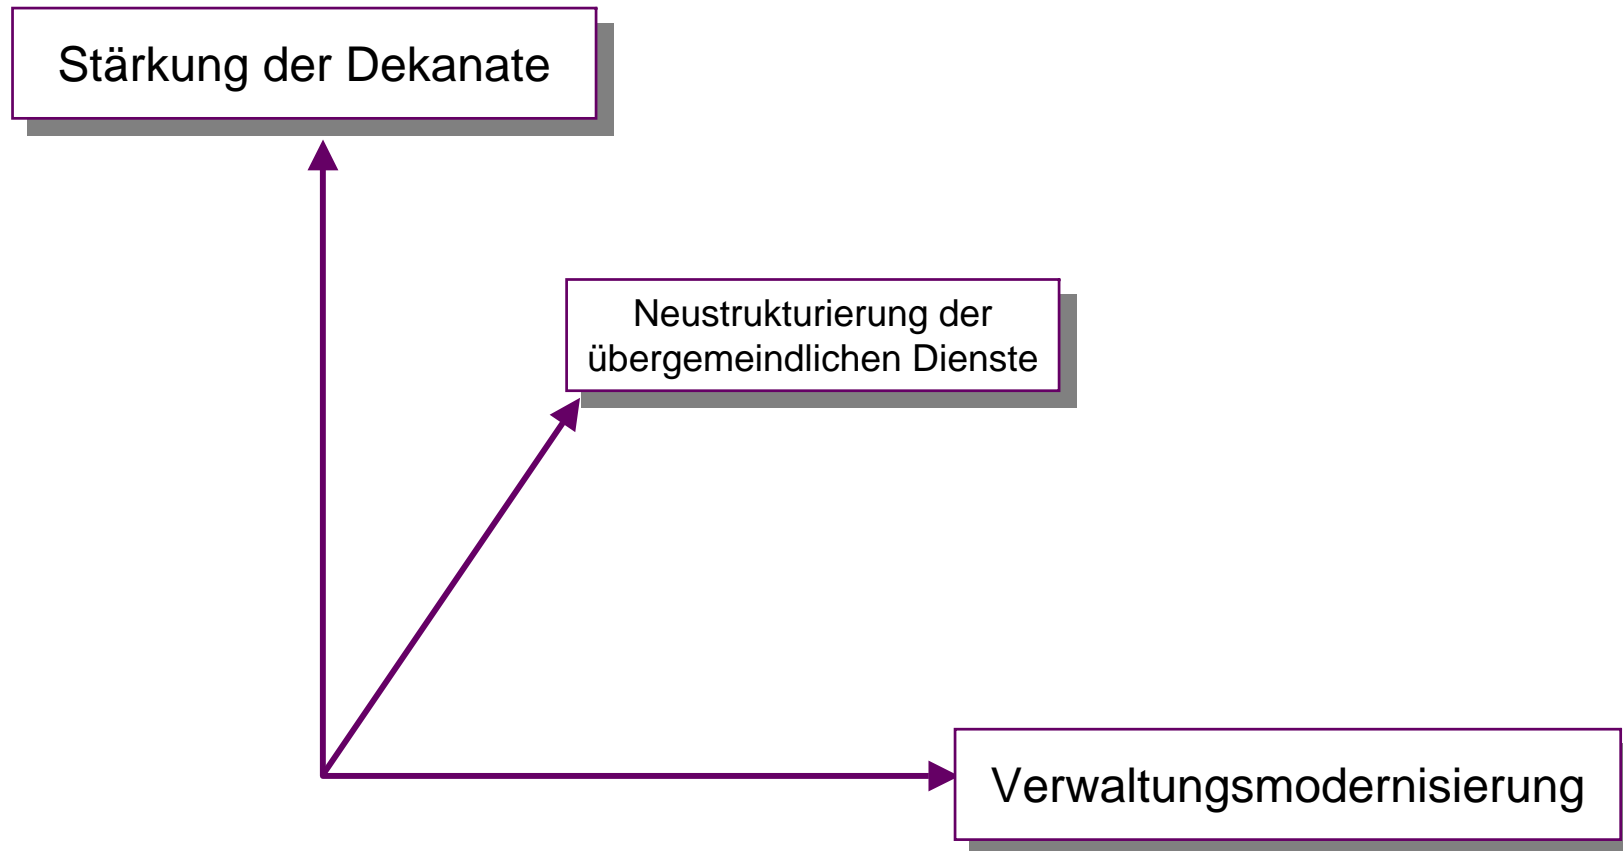 Stärkung der Dekanate
Neustrukturierung der
übergemeindlichen Dienste
Verwaltungsmodernisierung